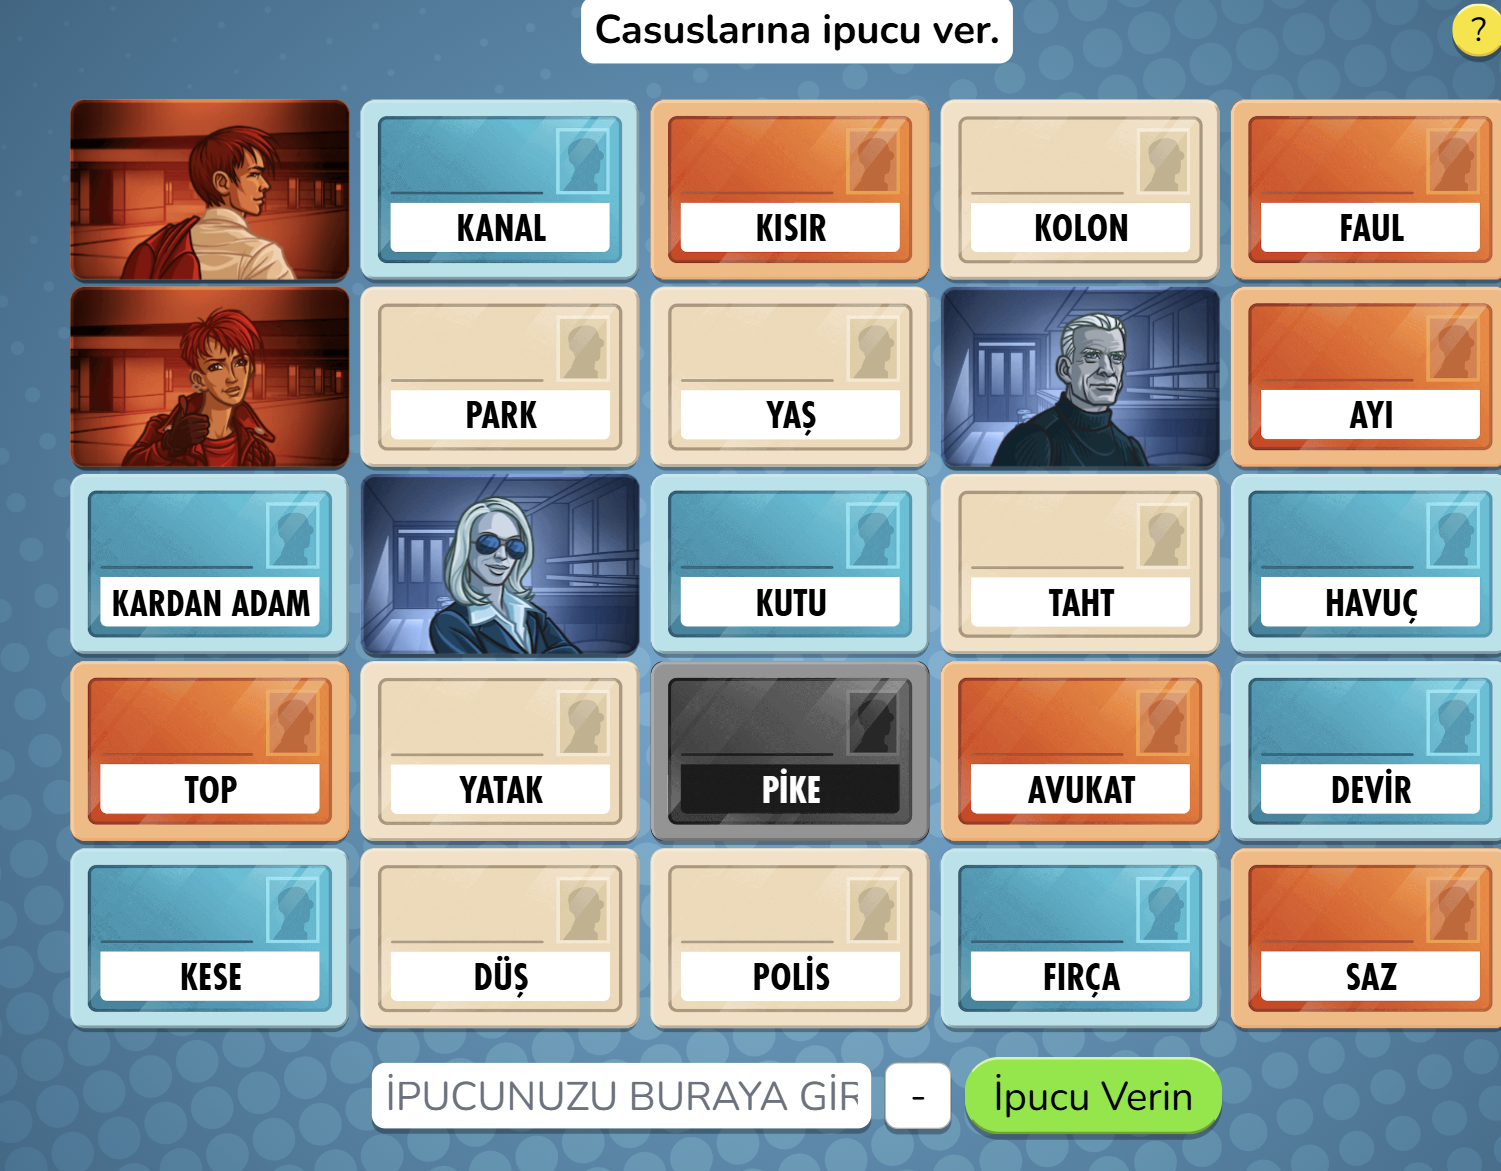 Casuslarına ipucu ver.
?
KANAL
KISIR
KOLON
FAUL
PARK
YAŞ
AYI
KARDAN ADAM
KUTU
TAHT
HAVUÇ
TOP
YATAK
PİKE
AVUKAT
DEVİR
KESE
DÜŞ
POLİS
FIRÇA
SAZ
İPUCUNUZU BURAYA GİR
-
İpucu Verin